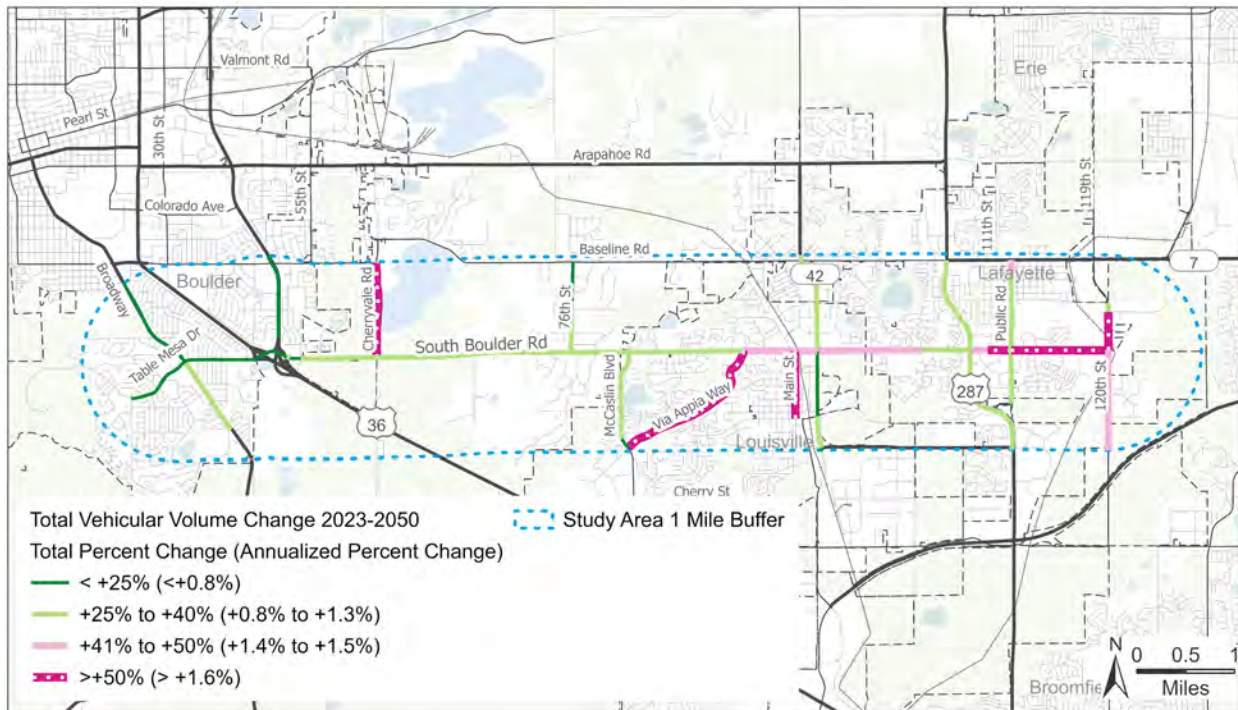 Valmont Rd
Erie
Pearl St
30th St
Arapahoe Rd
55th St
119th St
111th St
Colorado Ave
Baseline Rd
Broadway
Boulder
Cherryvale Rd
76th St
42
Lafayette
7
Public Rd
Table Mesa Dr
South Boulder Rd
McCaslin Blvd
Via Appia Way
Main St
287
120th St
36
Louisville
Cherry St
Total Vehicular Volume Change 2023-2050
Study Area 1 Mile Buffer
Total Percent Change (Annualized Percent Change)
< +25% (<+0.8%)
+25% to +40% (+0.8% to +1.3%)
+41% to +50% (+1.4% to +1.5%)
>+50% (> +1.6%)
N
0 0.5 1
Miles
Broomfie